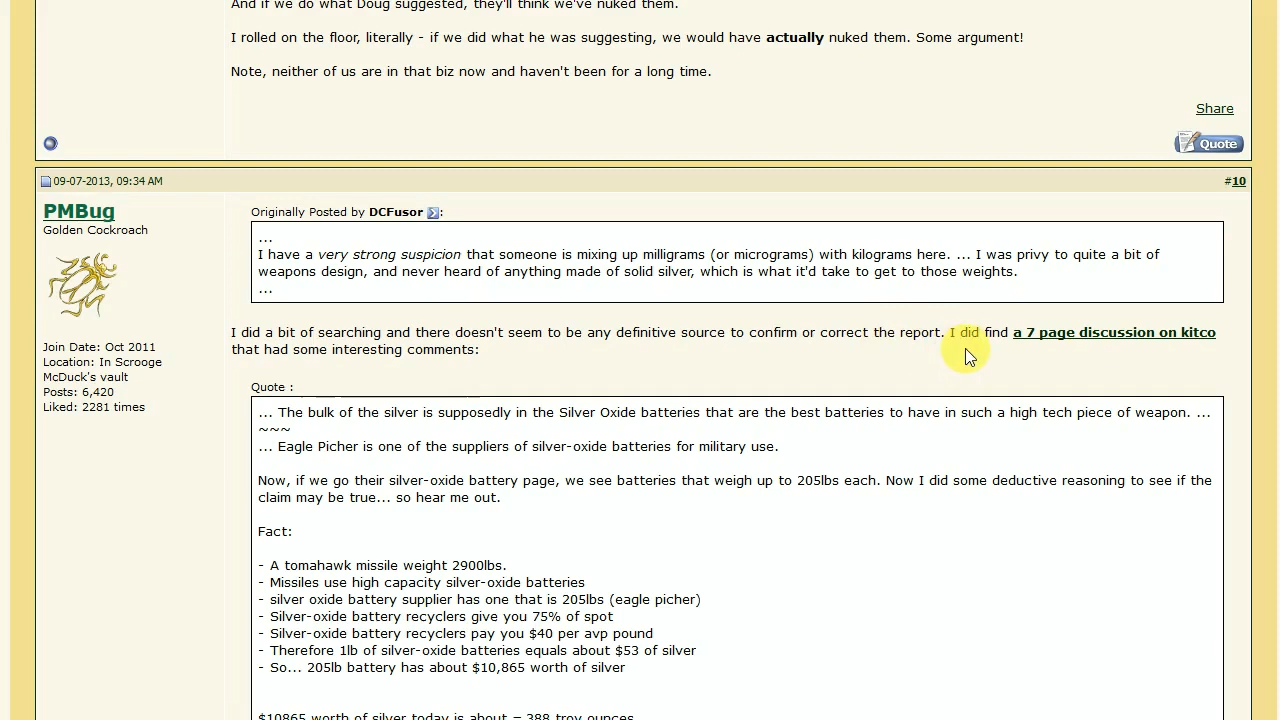 And if we do what Doug suggested, they'll think we've nuked them.
I rolled on the floor, literally - if we did what he was suggesting, we would have actually nuked them. Some argument!
Note, neither of us are in that biz now and haven't been for a long time.
Share
Quote
09-07-2013, 09:34 AM
#10
PMBug
Golden Cockroach
Join Date: Oct 2011
Location: In Scrooge
McDuck's vault
Posts: 6,420
Liked: 2281 times
Originally Posted by DCFusor :
...
I have a very strong suspicion that someone is mixing up milligrams (or micrograms) with kilograms here. ... I was privy to quite a bit of
weapons design, and never heard of anything made of solid silver, which is what it'd take to get to those weights.
...
I did a bit of searching and there doesn't seem to be any definitive source to confirm or correct the report. I did find a 7 page discussion on kitco
that had some interesting comments:
Quote :
... The bulk of the silver is supposedly in the Silver Oxide batteries that are the best batteries to have in such a high tech piece of weapon. ...
~~~
... Eagle Picher is one of the suppliers of silver-oxide batteries for military use.
Now, if we go their silver-oxide battery page, we see batteries that weigh up to 205lbs each. Now I did some deductive reasoning to see if the
claim may be true... so hear me out.
Fact:
- A tomahawk missile weight 2900lbs.
- Missiles use high capacity silver-oxide batteries
- silver oxide battery supplier has one that is 205lbs (eagle picher)
- Silver-oxide battery recyclers give you 75% of spot
- Silver-oxide battery recyclers pay you $40 per avp pound
- Therefore 1lb of silver-oxide batteries equals about $53 of silver
- So... 205lb battery has about $10,865 worth of silver
$10865 worth of silver today is about = 388 troy ounces